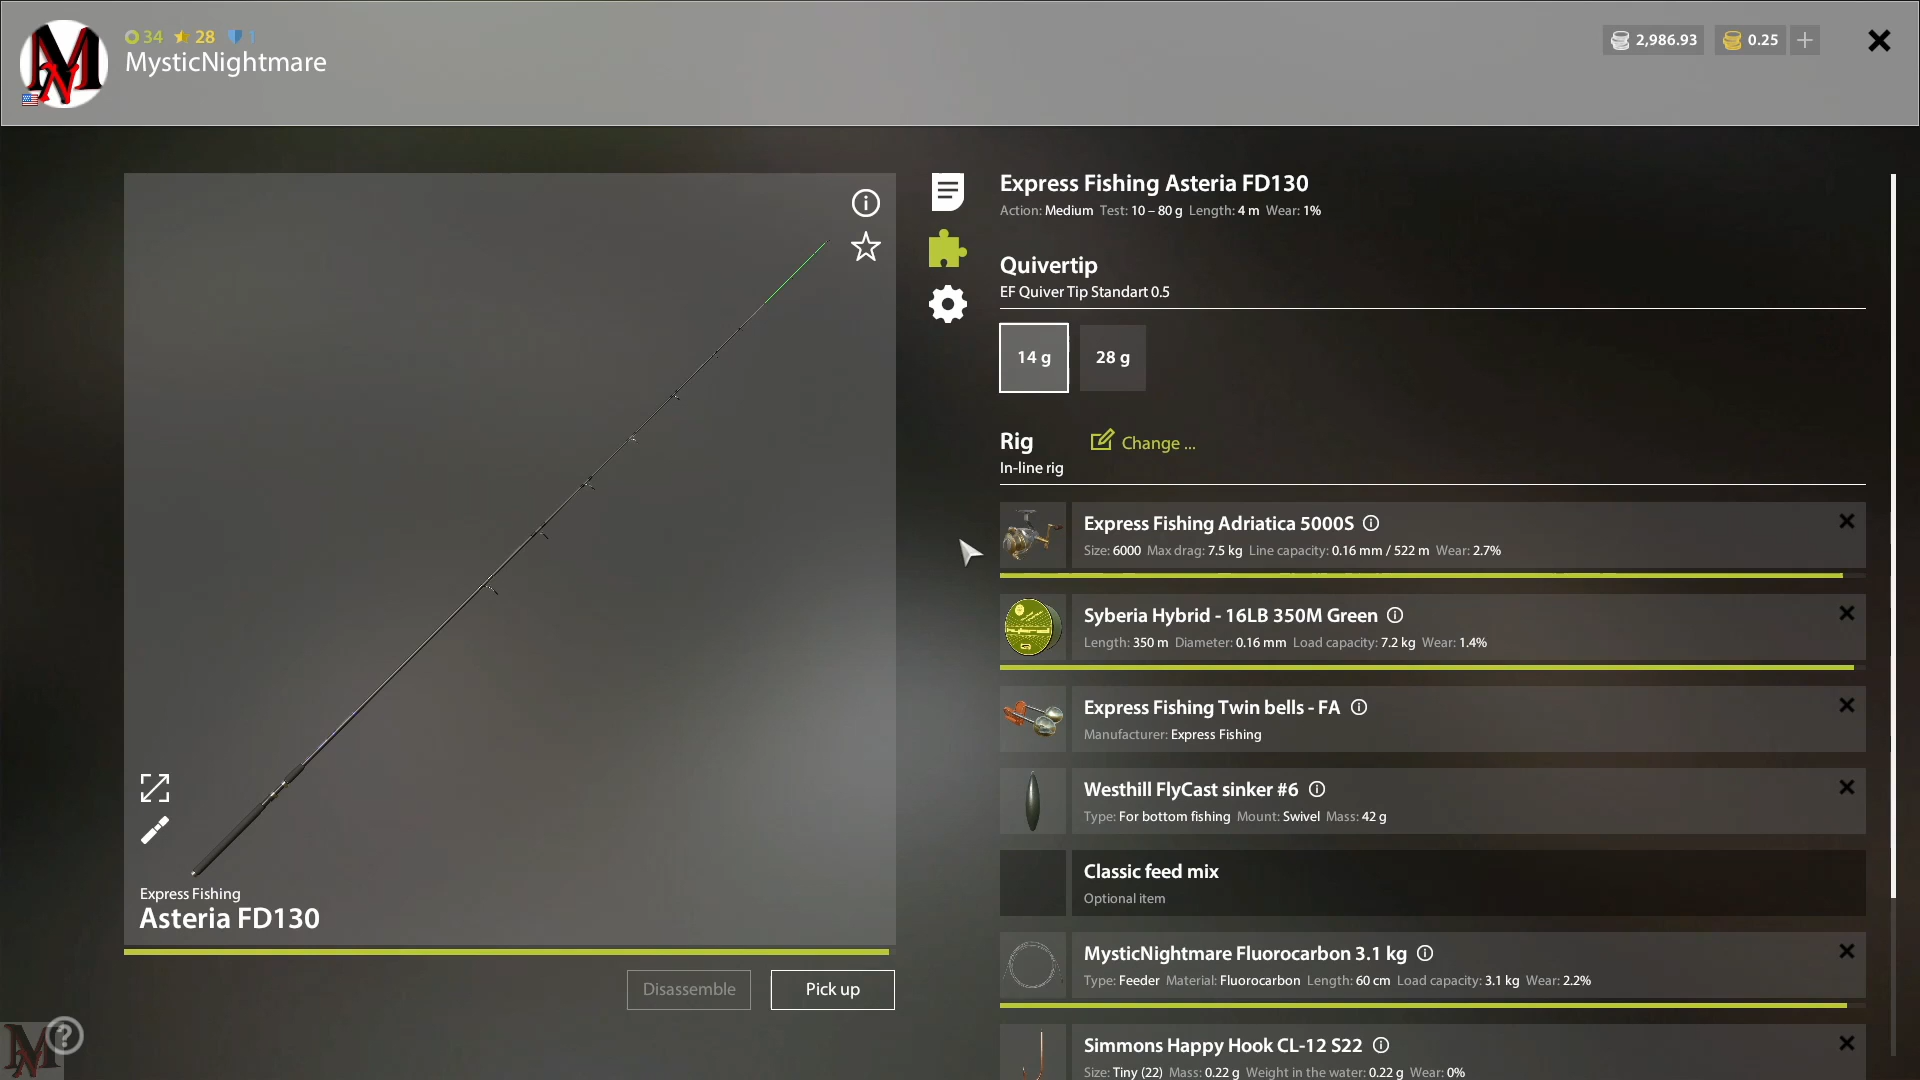 34 28 1
MysticNightmare
2,986.93 0.25
Express Fishing Asteria FD130
Action: Medium Test: 10 – 80 g Length: 4 m Wear: 1%
Quivertip
EF Quiver Tip Standart 0.5
14 g 28 g
Rig Change ...
In-line rig
Express Fishing Adriatica 5000S
Size: 6000 Max drag: 7.5 kg Line capacity: 0.16 mm / 522 m Wear: 2.7%
Syberia Hybrid - 16LB 350M Green
Length: 350 m Diameter: 0.16 mm Load capacity: 7.2 kg Wear: 1.4%
Express Fishing Twin bells - FA
Manufacturer: Express Fishing
Westhill FlyCast sinker #6
Type: For bottom fishing Mount: Swivel Mass: 42 g
Classic feed mix
Optional item
MysticNightmare Fluorocarbon 3.1 kg
Type: Feeder Material: Fluorocarbon Length: 60 cm Load capacity: 3.1 kg Wear: 2.2%
Simmons Happy Hook CL-12 S22
Size: Tiny (22) Mass: 0.22 g Weight in the water: 0.22 g Wear: 0%
Express Fishing
Asteria FD130
Disassemble Pick up
MN
MN ?